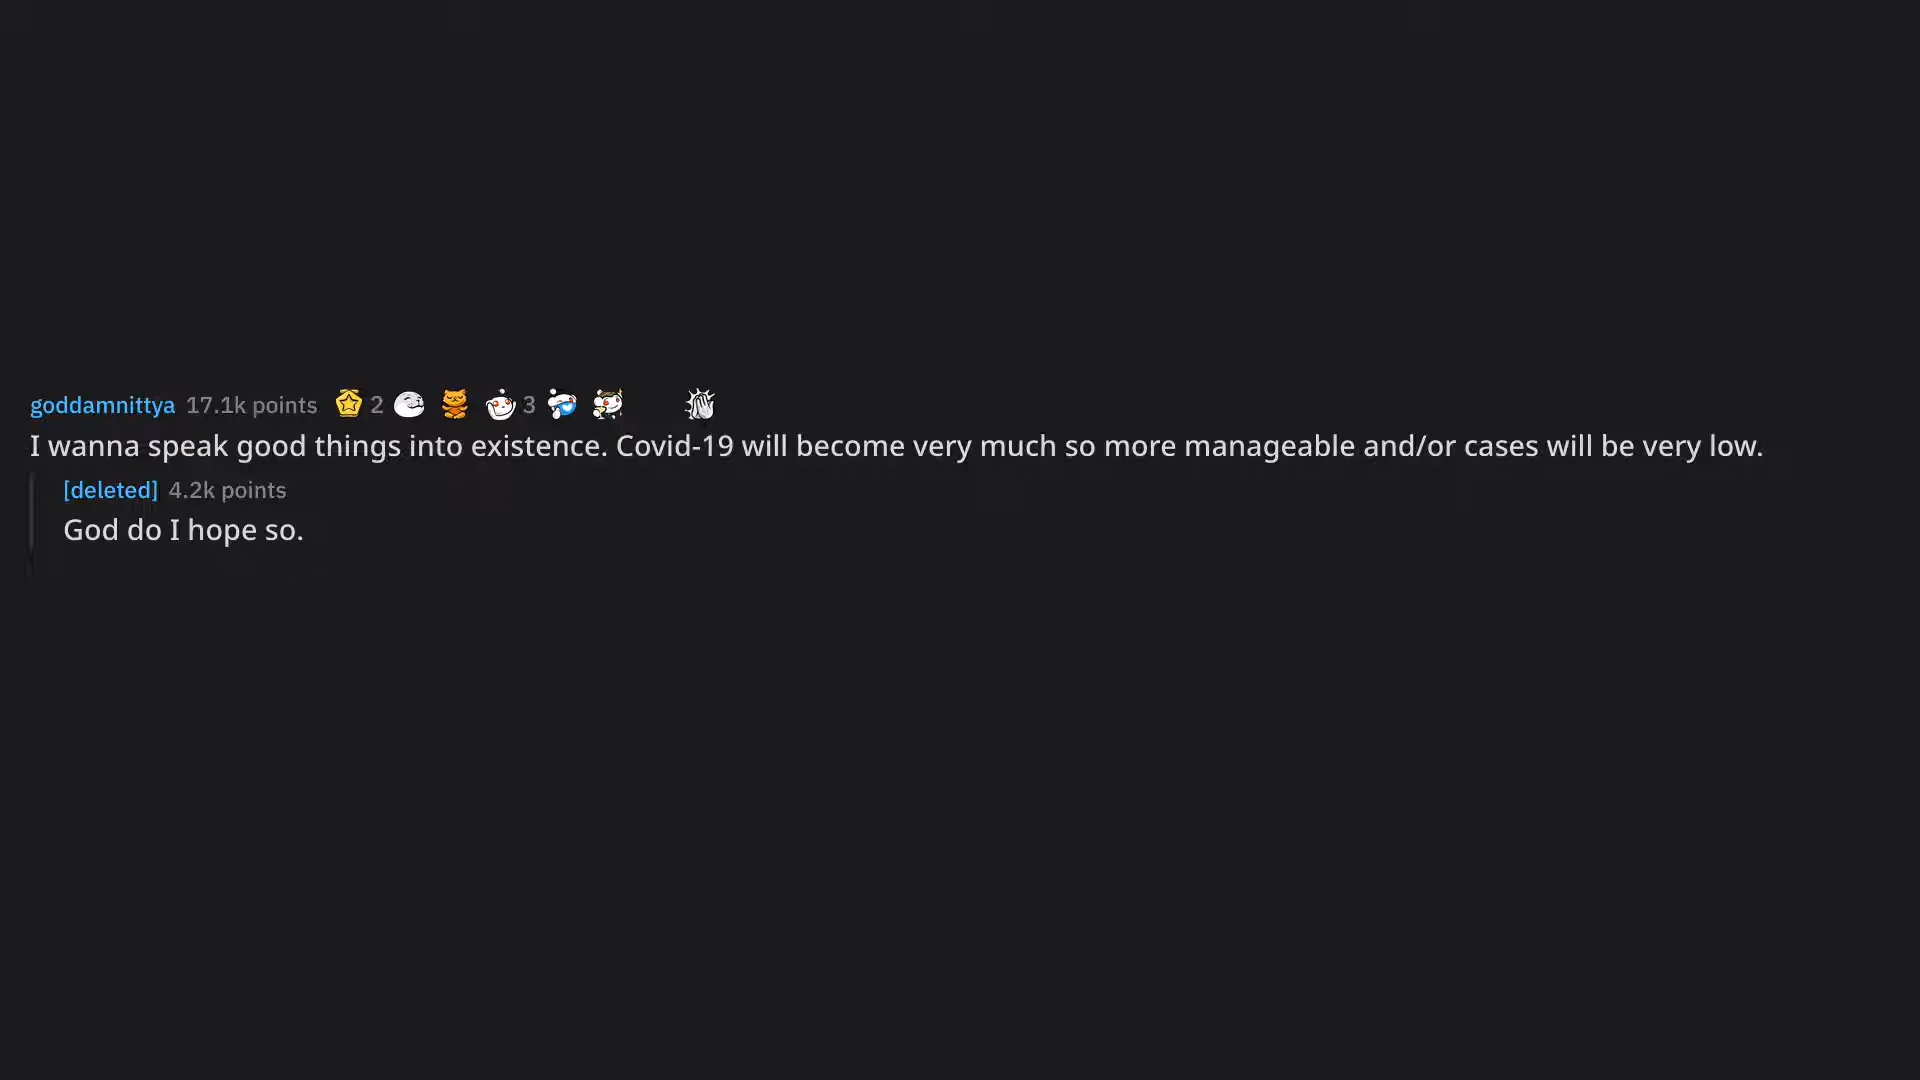 goddamnittya 17.1k points 2 3
I wanna speak good things into existence. Covid-19 will become very much so more manageable and/or cases will be very low.
[deleted] 4.2k points
God do I hope so.